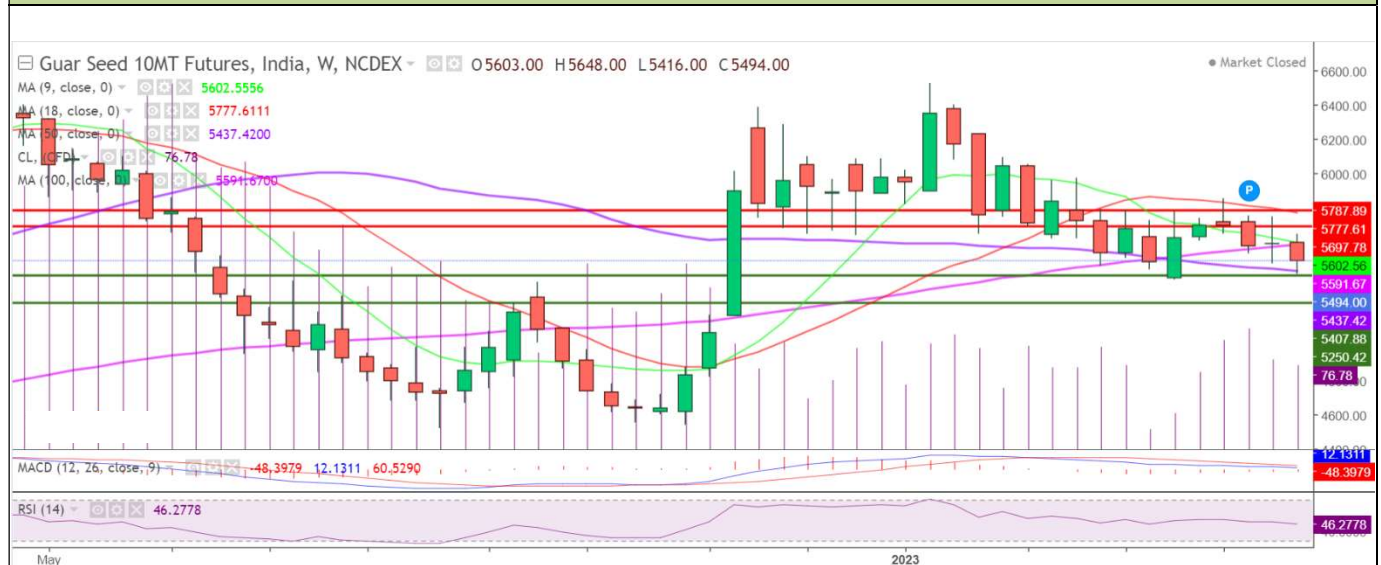 Guar Seed 10MT Futures, India, W, NCDEX O5603.00 H5648.00 L5416.00 C5494.00
Market Closed
MA (9, close, 0) 5602.5556
MA (18, close, 0) 5777.6111
MA (50, close, 0) 5437.4200
CL, (CFD) 76.78
MA (100, close, 0) 5591.6700
6600.00
6400.00
6200.00
6000.00
P
5787.89
5777.61
5697.78
5602.56
5591.67
5494.00
5437.42
5407.88
5250.42
76.78
4600.00
MACD (12, 26, close, 9) -48.3979 12.1311 60.5290
12.1311
-48.3979
RSI (14) 46.2778
46.2778
May
2023